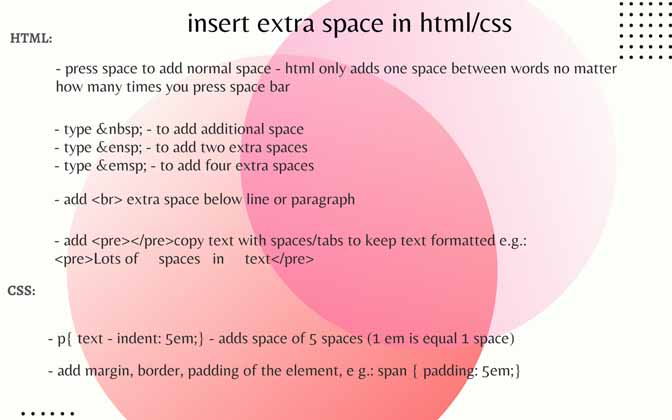 insert extra space in html/css
HTML:
- press space to add normal space - html only adds one space between words no matter
how many times you press space bar
- type &nbsp; - to add additional space
- type &ensp; - to add two extra spaces
- type &emsp; - to add four extra spaces
- add <br> extra space below line or paragraph
- add <pre></pre>copy text with spaces/tabs to keep text formatted e.g.:
<pre>Lots of     spaces   in     text</pre>
CSS:
- p{ text - indent: 5em;} - adds space of 5 spaces (1 em is equal 1 space)
- add margin, border, padding of the element, e g.: span { padding: 5em;}